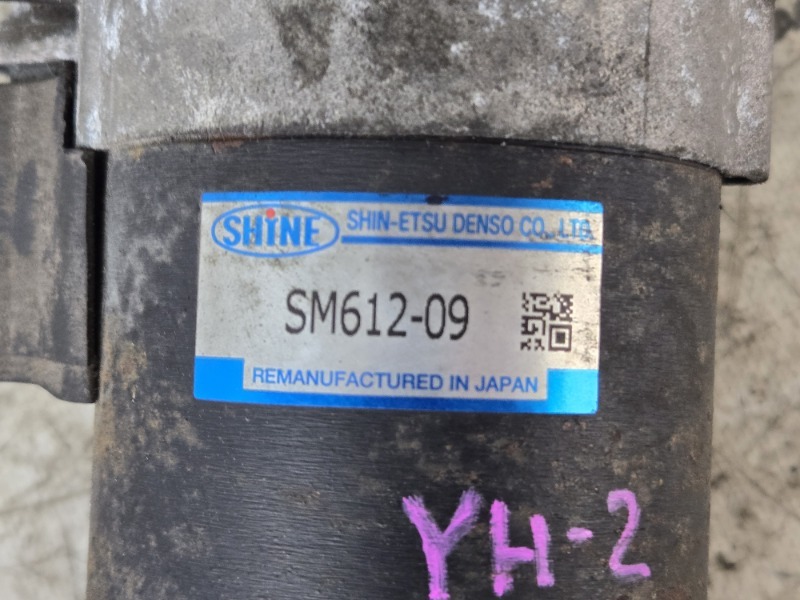 SHiNE
SHIN-ETSU DENSO CO., LTD.
SM612-09
REMANUFACTURED IN JAPAN
YH-2